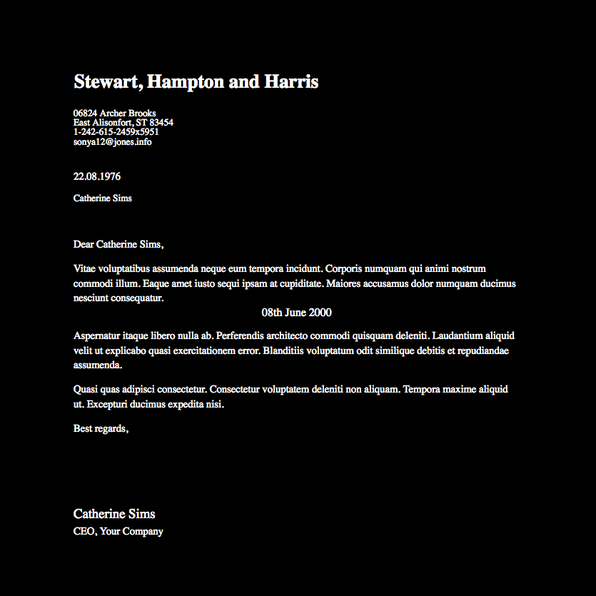 Stewart, Hampton and Harris
06824 Archer Brooks
East Alisonfort, ST 83454
1-242-615-2459x5951
sonya12@jones.info
22.08.1976
Catherine Sims
Dear Catherine Sims,
Vitae voluptatibus assumenda neque eum tempora incidunt. Corporis numquam qui animi nostrum
commodi illum. Eaque amet iusto sequi ipsam at cupiditate. Maiores accusamus dolor numquam ducimus
nesciunt consequatur.
08th June 2000
Aspernatur itaque libero nulla ab. Perferendis architecto commodi quisquam deleniti. Laudantium aliquid
velit ut explicabo quasi exercitationem error. Blanditiis voluptatum odit similique debitis et repudiandae
assumenda.
Quasi quas adipisci consectetur. Consectetur voluptatem deleniti non aliquam. Tempora maxime aliquid
ut. Excepturi ducimus expedita nisi.
Best regards,
Catherine Sims
CEO, Your Company